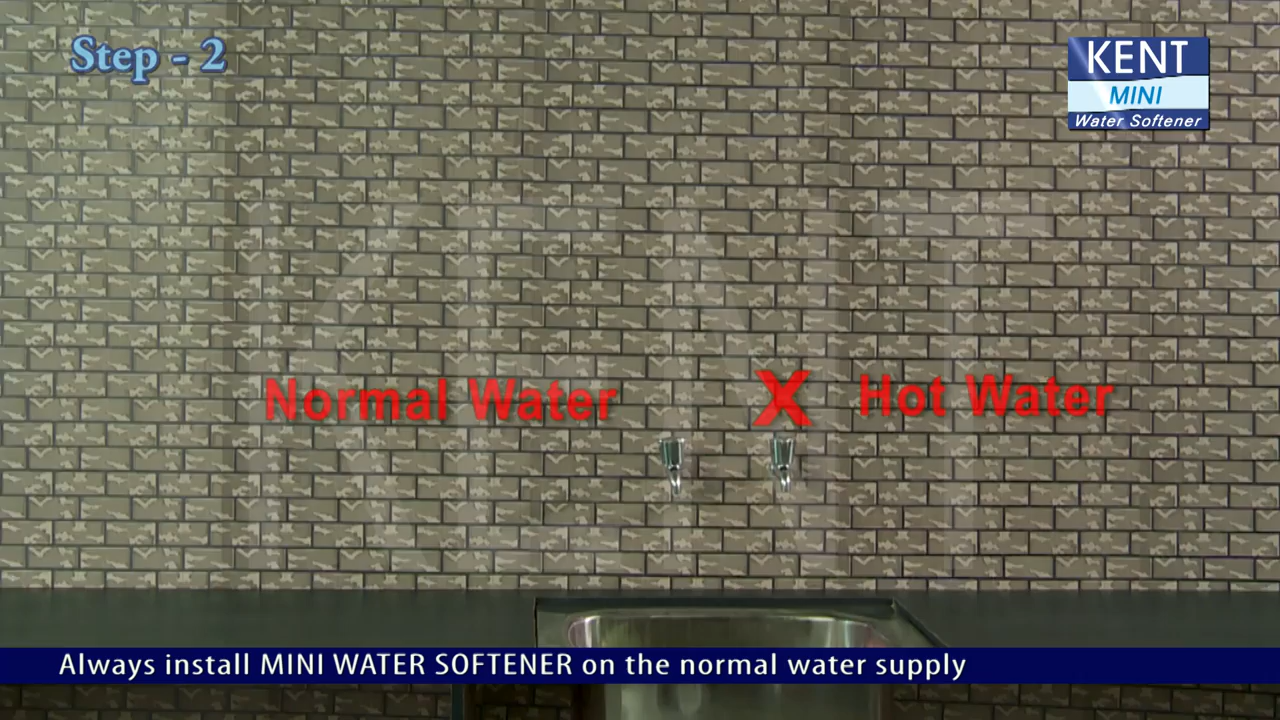 Step - 2
KENT
MINI
Water Softener
KENT
Normal Water X Hot Water
Always install MINI WATER SOFTENER on the normal water supply